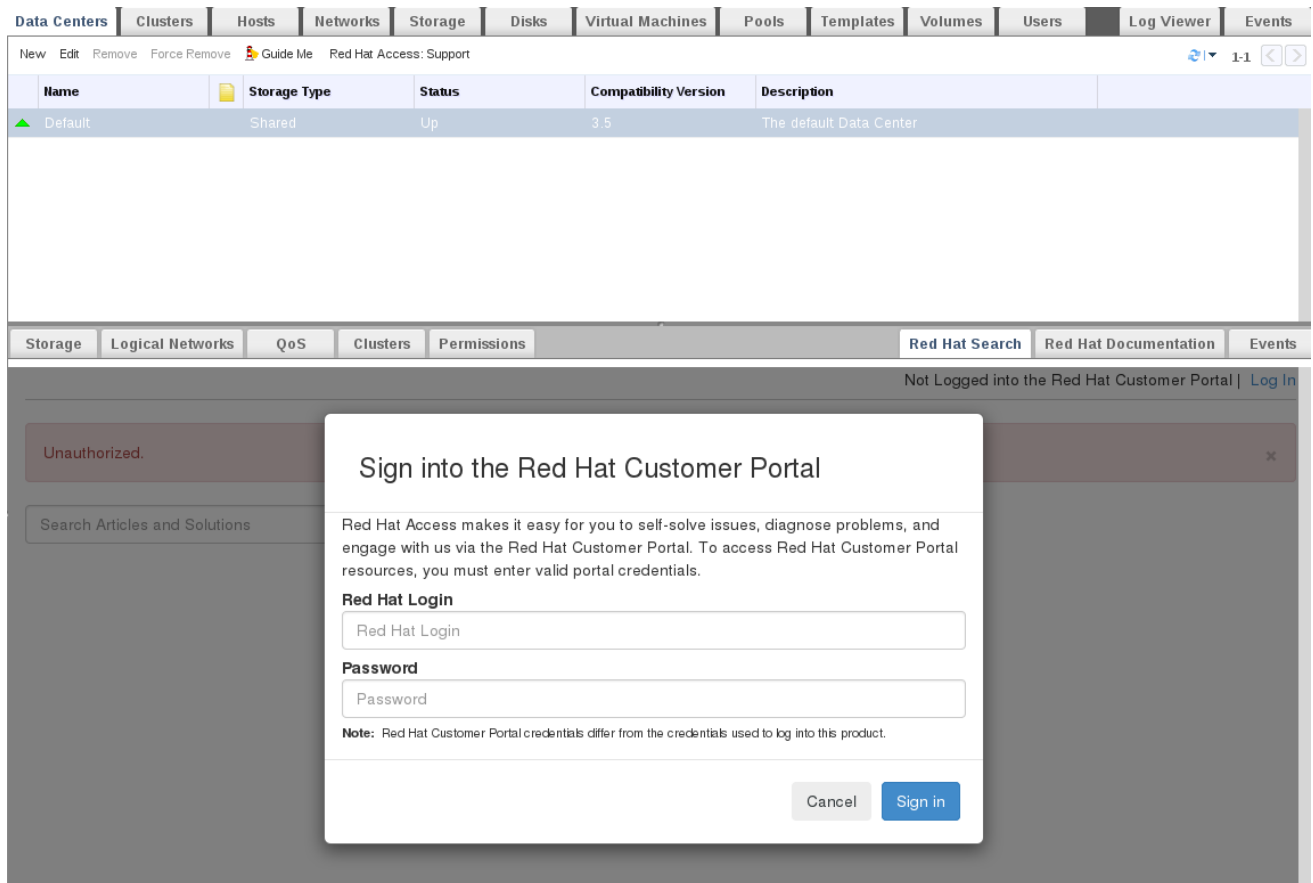 Data Centers Clusters Hosts Networks Storage Disks Virtual Machines Pools Templates Volumes Users Log Viewer Events
New Edit Remove Force Remove Guide Me Red Hat Access: Support 1-1
Name Storage Type Status Compatibility Version Description
Default Shared Up 3.5 The default Data Center
Storage Logical Networks QoS Clusters Permissions Red Hat Search Red Hat Documentation Events
Not Logged into the Red Hat Customer Portal | Log In
Unauthorized. ×
Search Articles and Solutions
Sign into the Red Hat Customer Portal
Red Hat Access makes it easy for you to self-solve issues, diagnose problems, and
engage with us via the Red Hat Customer Portal. To access Red Hat Customer Portal
resources, you must enter valid portal credentials.
Red Hat Login
Red Hat Login
Password
Password
Note: Red Hat Customer Portal credentials differ from the credentials used to log into this product.
Cancel Sign in